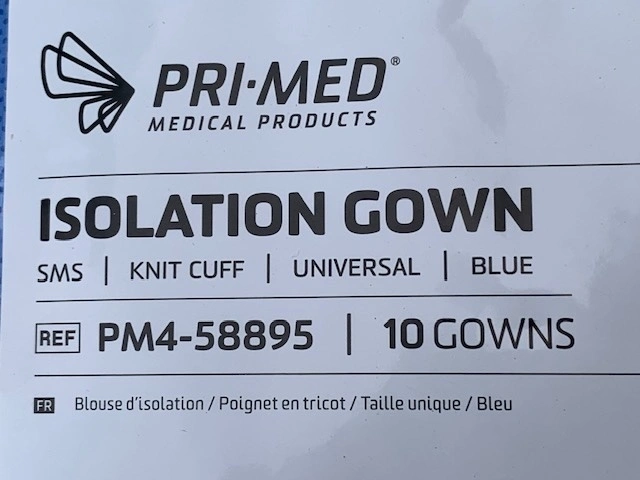 PRI·MED®
MEDICAL PRODUCTS
ISOLATION GOWN
SMS | KNIT CUFF | UNIVERSAL | BLUE
REF PM4-58895 | 10 GOWNS
FR Blouse d'isolation / Poignet en tricot / Taille unique / Bleu